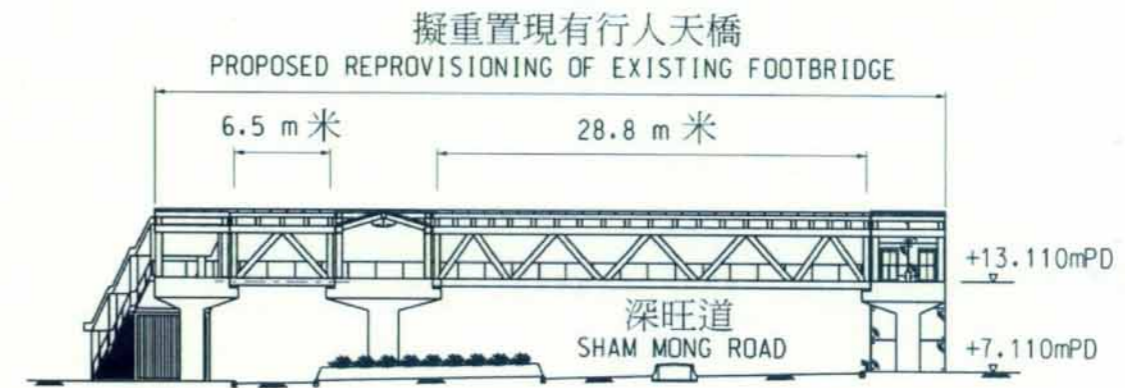 擬重置現有行人天橋
PROPOSED REPROVISIONING OF EXISTING FOOTBRIDGE
6.5 m 米
28.8 m 米
+13.110mPD
深旺道
SHAM MONG ROAD
+7.110mPD